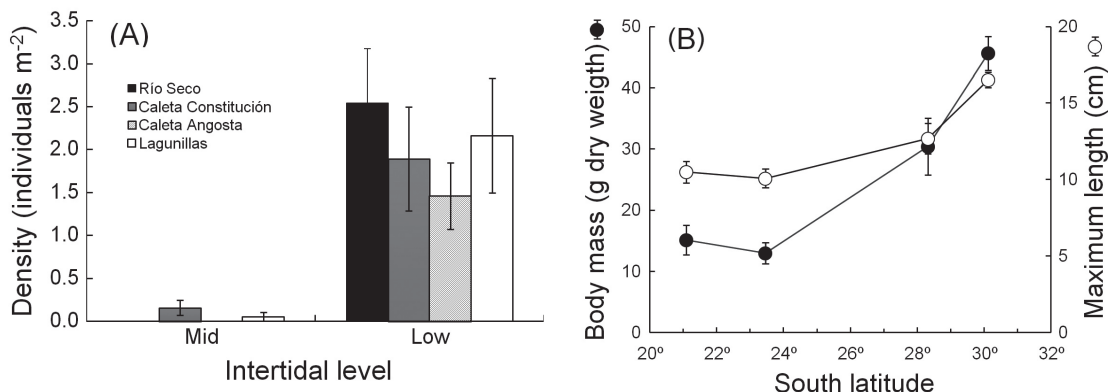 (A)
Density (individuals m⁻²)
3.5
3.0
2.5
2.0
1.5
1.0
0.5
0.0
Río Seco
Caleta Constitución
Caleta Angosta
Lagunillas
Mid
Low
Intertidal level
(B)
Body mass (g dry weigth)
60
50
40
30
20
10
0
Maximum length (cm)
20
15
10
5
0
20º 22º 24º 26º 28º 30º 32º
South latitude